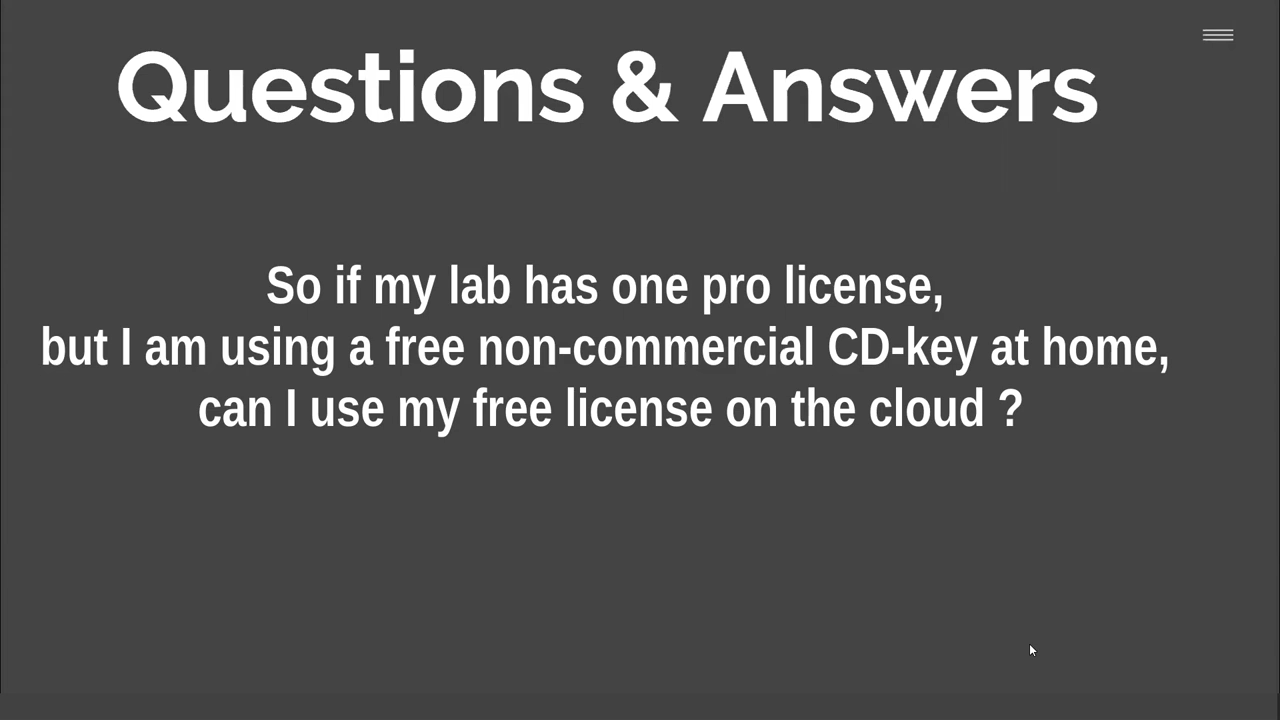 Questions & Answers
So if my lab has one pro license,
but I am using a free non-commercial CD-key at home,
can I use my free license on the cloud ?